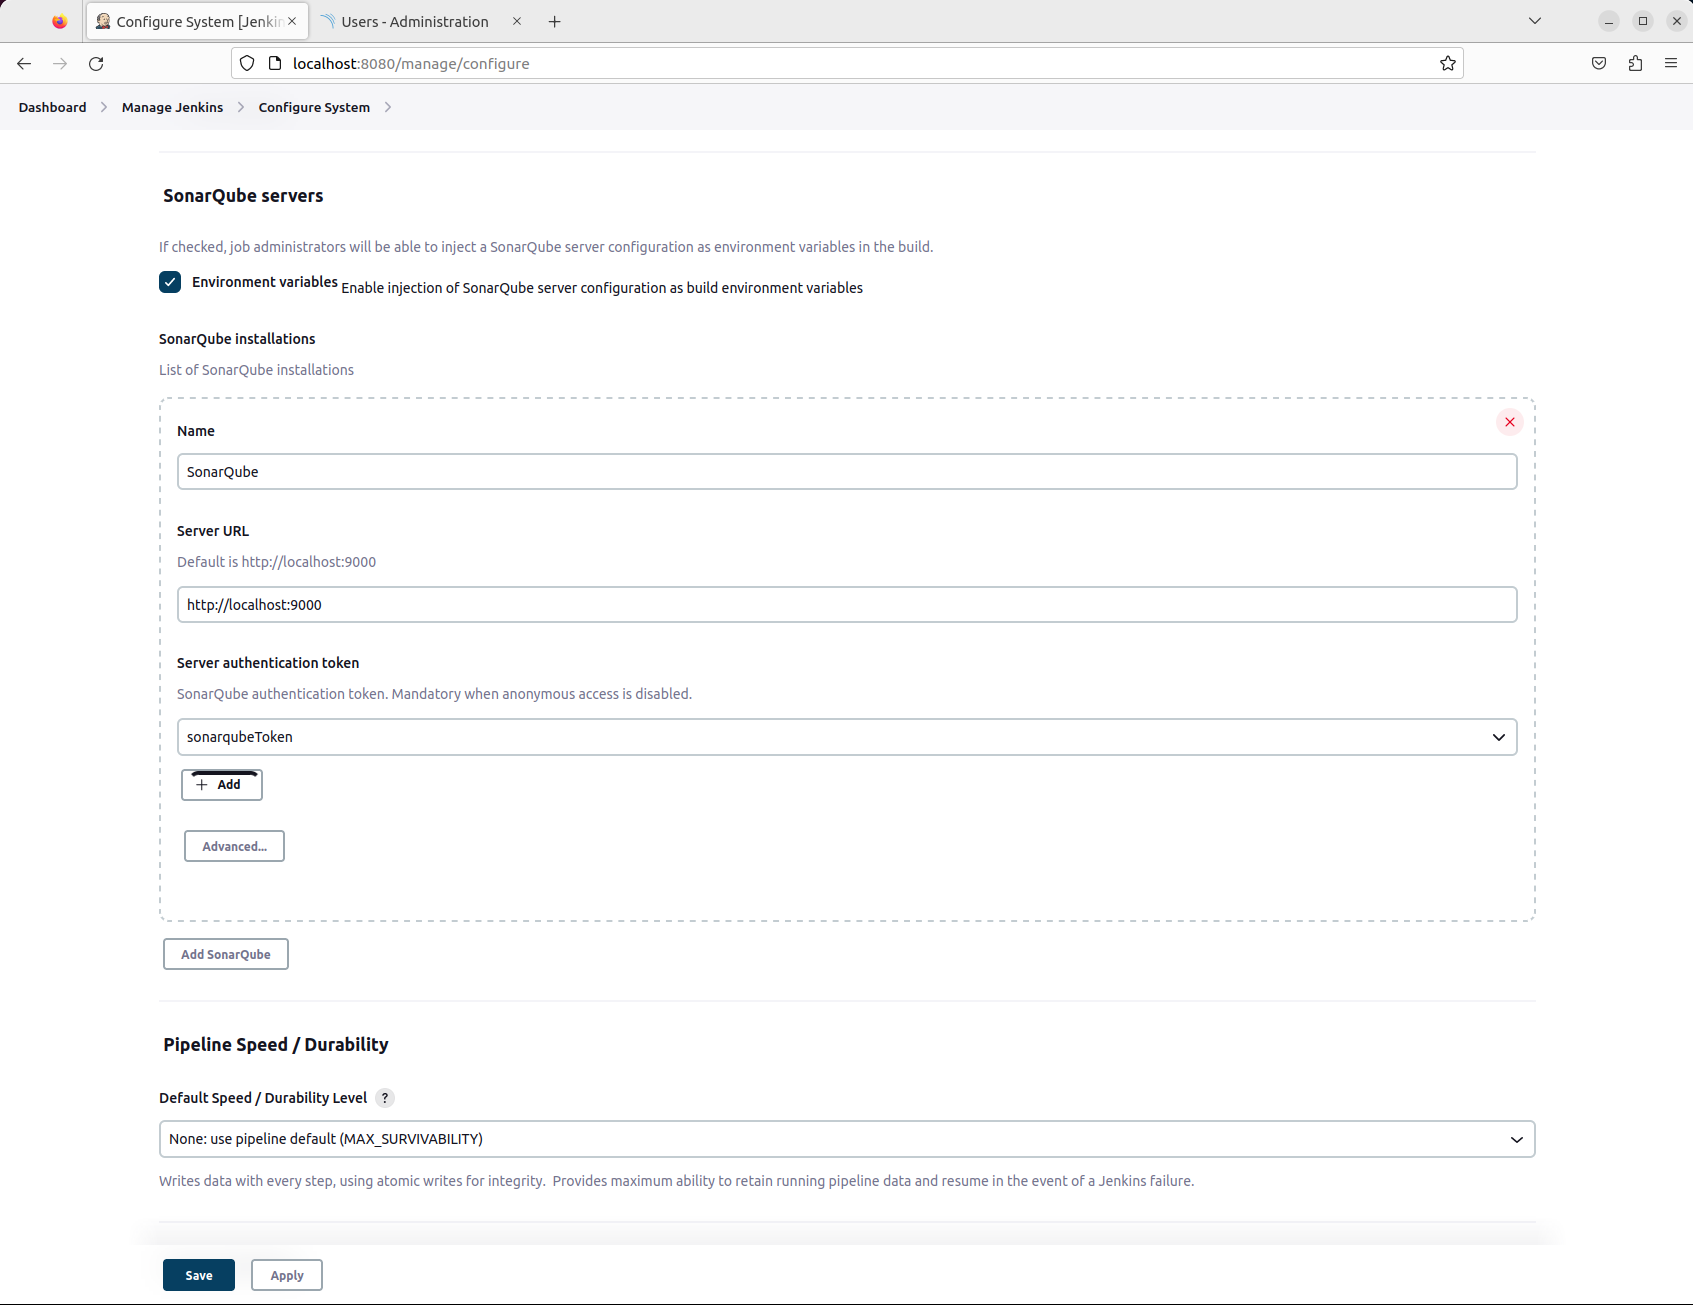 Configure System [Jenkin
Users - Administration
localhost:8080/manage/configure
Dashboard
Manage Jenkins
Configure System
SonarQube servers
If checked, job administrators will be able to inject a SonarQube server configuration as environment variables in the build.
Environment variables Enable injection of SonarQube server configuration as build environment variables
SonarQube installations
List of SonarQube installations
Name
SonarQube
Server URL
Default is http://localhost:9000
http://localhost:9000
Server authentication token
SonarQube authentication token. Mandatory when anonymous access is disabled.
sonarqubeToken
Add
Advanced...
Add SonarQube
Pipeline Speed / Durability
Default Speed / Durability Level ?
None: use pipeline default (MAX_SURVIVABILITY)
Writes data with every step, using atomic writes for integrity. Provides maximum ability to retain running pipeline data and resume in the event of a Jenkins failure.
Save
Apply